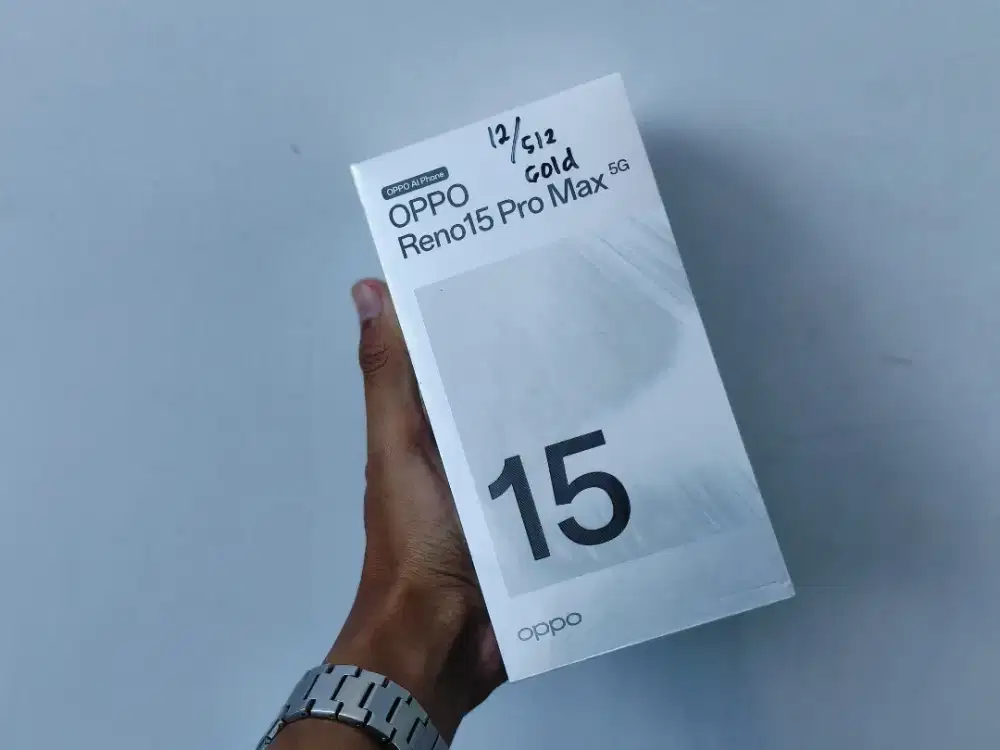 12/512
Gold
OPPO AI Phone
OPPO
Reno15 Pro Max 5G
15
oppo